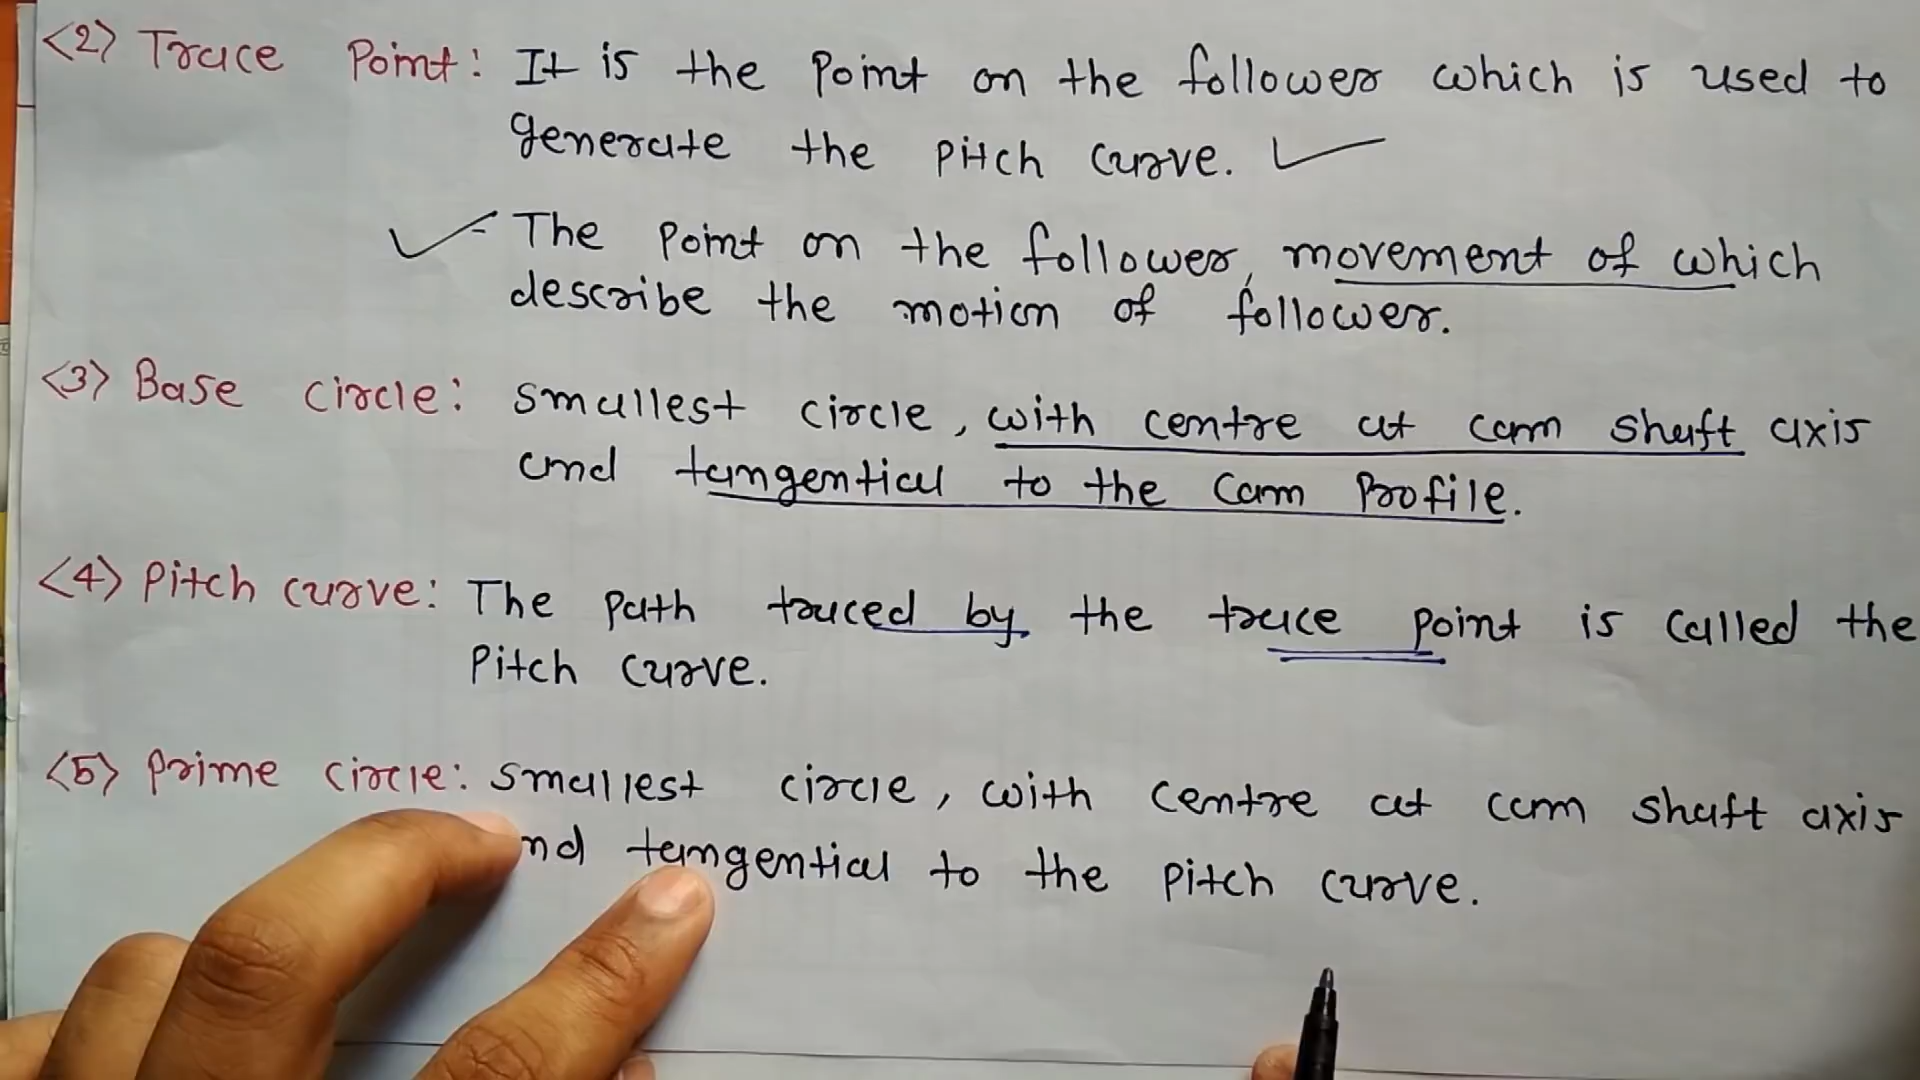 <2> Trace Point: It is the Point on the follower which is used to
generate the Pitch curve.
- The Point on the follower, movement of which
describe the motion of follower.
<3> Base circle: smallest circle, with centre at cam shaft axis
and tangential to the Cam Profile.
<4> Pitch curve: The path traced by the trace point is called the
Pitch curve.
<5> Prime circle: smallest circle, with centre at cam shaft axis
nd tangential to the pitch curve.